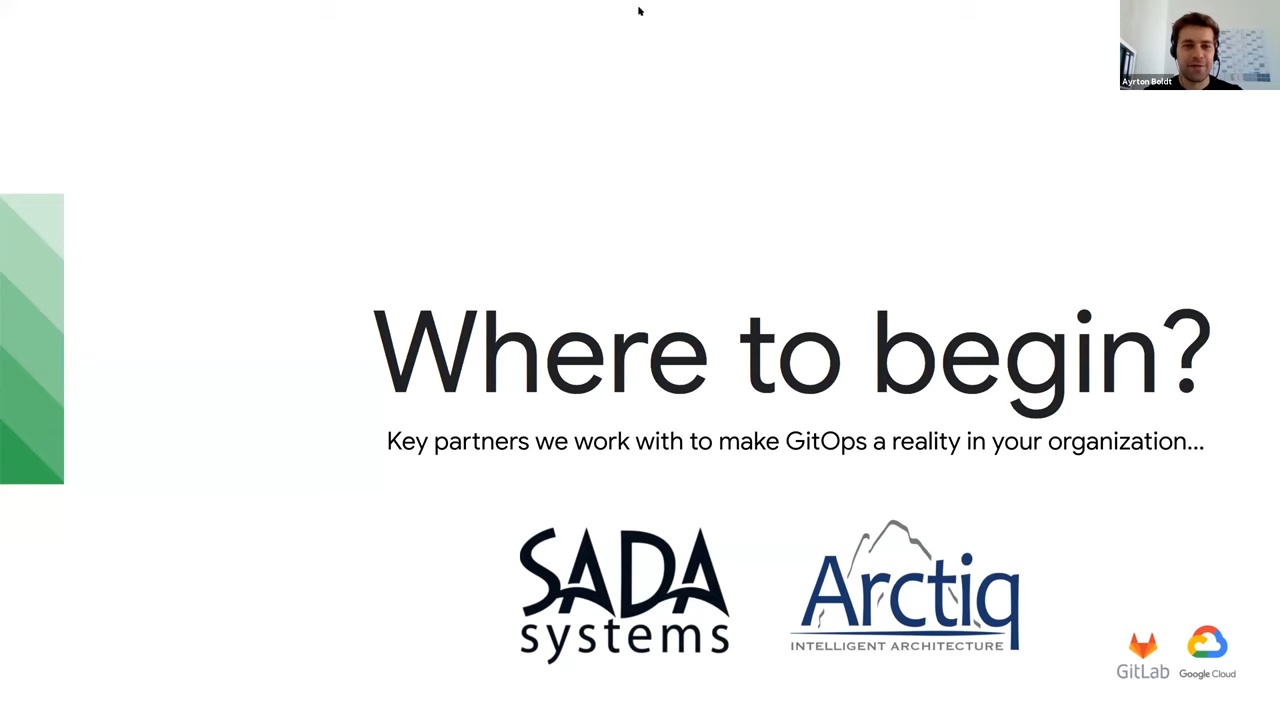 Ayrton Boldt
Where to begin?
Key partners we work with to make GitOps a reality in your organization...
SADA
systems
Arctiq
INTELLIGENT ARCHITECTURE
GitLab
Google Cloud